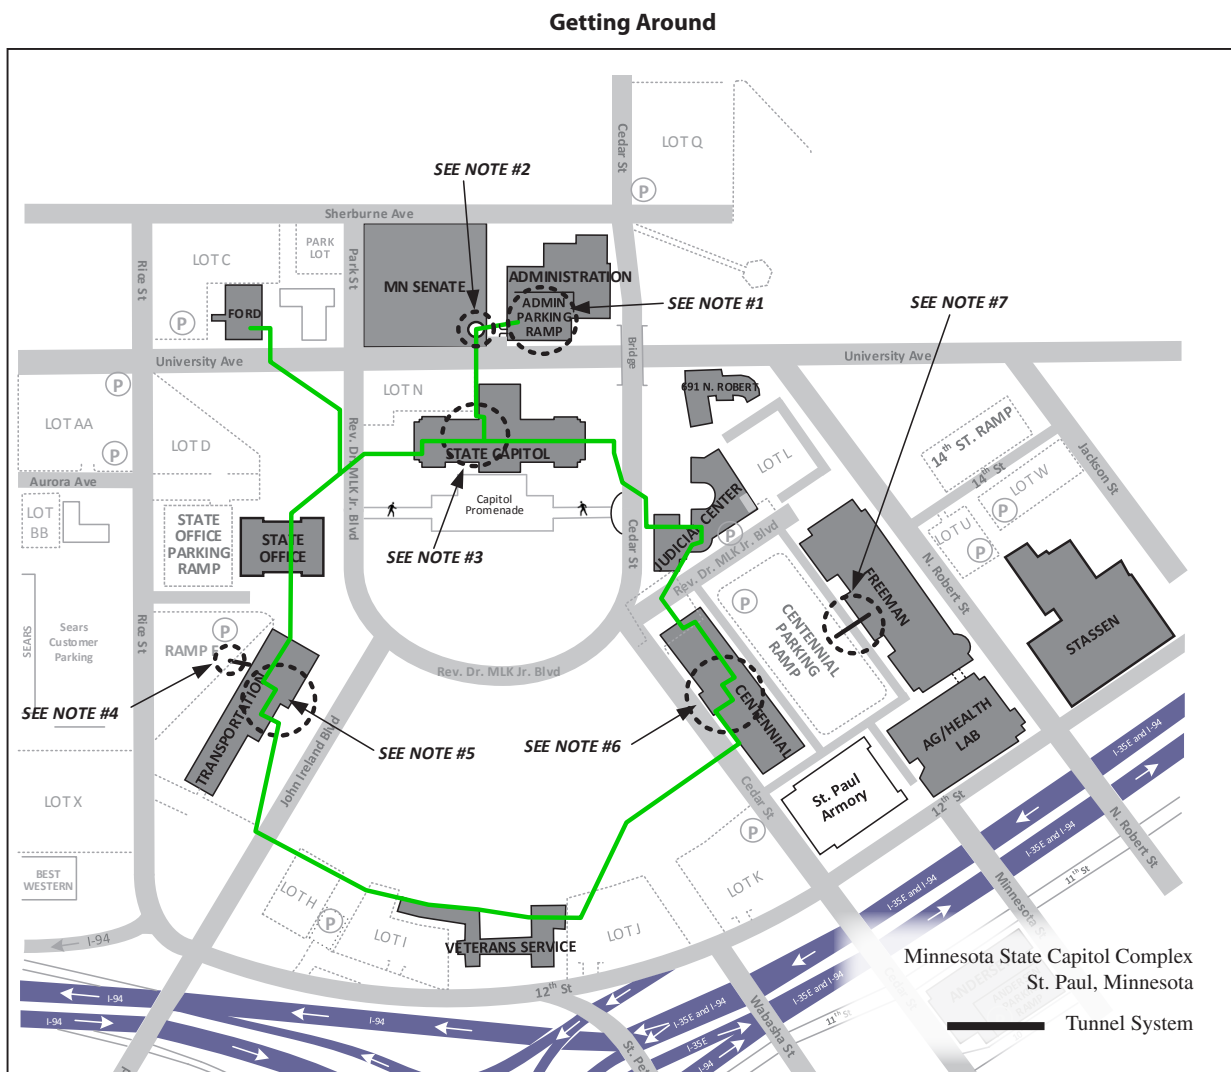 Getting Around
Cedar St
LOT Q
P
SEE NOTE #2
Sherburne Ave
PARK
LOT
LOT C
Park St
Rice St
MN SENATE
ADMINISTRATION
ADMIN
PARKING
RAMP
SEE NOTE #1
SEE NOTE #7
FORD
P
University Ave
Bridge
University Ave
P
LOT N
691 N. ROBERT
LOT AA
P
LOT D
Rev. Dr. MLK Jr. Blvd
STATE CAPITOL
14th ST. RAMP
LOT L
14th St
LOT W
Jackson St
Aurora Ave
LOT
BB
STATE
OFFICE
PARKING
RAMP
STATE
OFFICE
Capitol
Promenade
SEE NOTE #3
Cedar St
JUDICIAL CENTER
P
Rev. Dr. MLK Jr. Blvd
P
LOT U
P
N. Robert St
FREEMAN
STASSEN
P
CENTENNIAL
PARKING
RAMP
SEARS
Sears
Customer
Parking
Rice St
P
RAMP F
Rev. Dr. MLK Jr. Blvd
SEE NOTE #4
TRANSPORTATION
SEE NOTE #5
SEE NOTE #6
CENTENNIAL
AG/HEALTH
LAB
John Ireland Blvd
LOT X
St. Paul
Armory
Cedar St
12th St
I-35E and I-94
I-35E and I-94
N. Robert St
P
BEST
WESTERN
LOT H
P
LOT I
VETERANS SERVICE
LOT J
LOT K
I-35E and I-94
I-35E and I-94
Minnesota St
11th St
I-94
12th St
Minnesota State Capitol Complex
St. Paul, Minnesota
I-94
I-94
I-94
I-35E and I-94
I-35E and I-94
I-35E
I-94
Wabasha St
11th St
St. Pet
Tunnel System